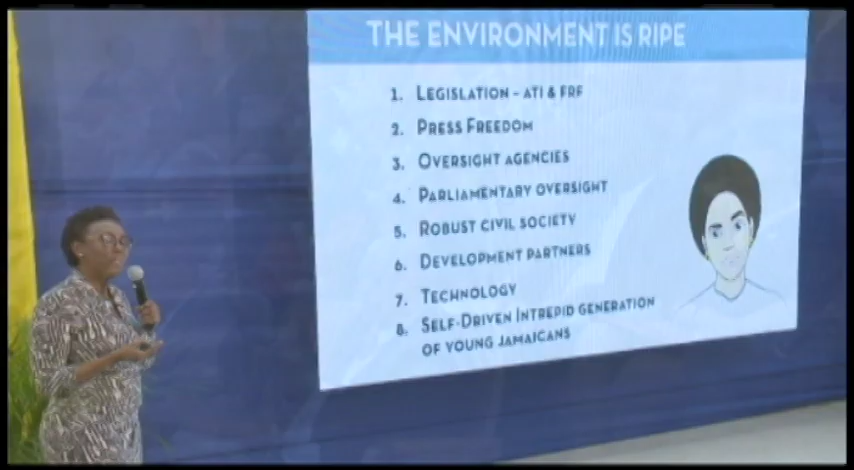 THE ENVIRONMENT IS RIPE
1. LEGISLATION – ATI & FRF
2. PRESS FREEDOM
3. OVERSIGHT AGENCIES
4. PARLIAMENTARY OVERSIGHT
5. ROBUST CIVIL SOCIETY
6. DEVELOPMENT PARTNERS
7. TECHNOLOGY
8. SELF-DRIVEN INTREPID GENERATION
OF YOUNG JAMAICANS